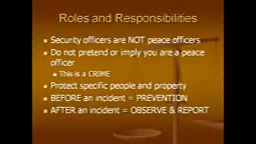 Roles and Responsibilities
Security officers are NOT peace officers
Do not pretend or imply you are a peace
officer
This is a CRIME
Protect specific people and property
BEFORE an incident = PREVENTION
AFTER an incident = OBSERVE & REPORT